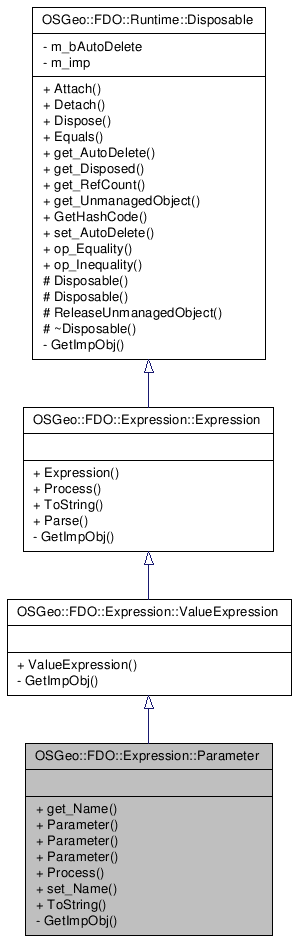 OSGeo::FDO::Runtime::Disposable
- m_bAutoDelete
- m_imp
+ Attach()
+ Detach()
+ Dispose()
+ Equals()
+ get_AutoDelete()
+ get_Disposed()
+ get_RefCount()
+ get_UnmanagedObject()
+ GetHashCode()
+ set_AutoDelete()
+ op_Equality()
+ op_Inequality()
# Disposable()
# Disposable()
# ReleaseUnmanagedObject()
# ~Disposable()
- GetImpObj()
OSGeo::FDO::Expression::Expression
+ Expression()
+ Process()
+ ToString()
+ Parse()
- GetImpObj()
OSGeo::FDO::Expression::ValueExpression
+ ValueExpression()
- GetImpObj()
OSGeo::FDO::Expression::Parameter
+ get_Name()
+ Parameter()
+ Parameter()
+ Parameter()
+ Process()
+ set_Name()
+ ToString()
- GetImpObj()